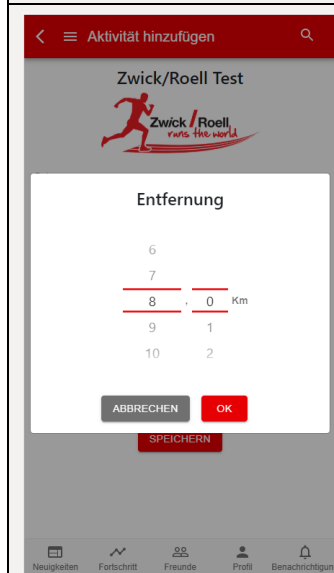 Aktivität hinzufügen
Zwick/Roell Test
Zwick/Roell
runs the world
Entfernung
6
7
8 , 0 Km
9 1
10 2
ABBRECHEN OK
SPEICHERN
Neuigkeiten Fortschritt Freunde Profil Benachrichtigun